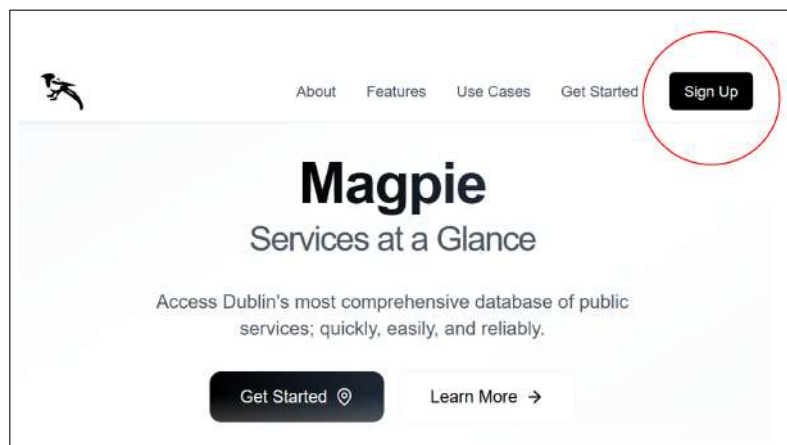 About Features Use Cases Get Started Sign Up
Magpie
Services at a Glance
Access Dublin's most comprehensive database of public
services; quickly, easily, and reliably.
Get Started Learn More →